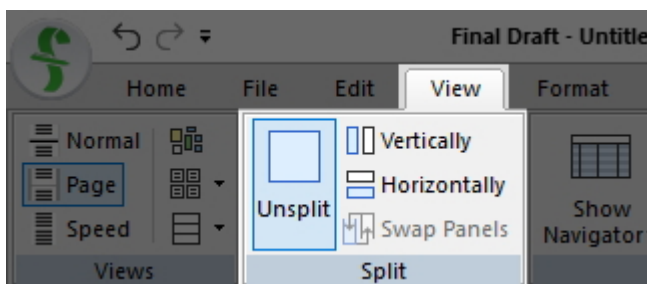 Final Draft - Untitle
Home File Edit View Format
Normal
Page
Speed
Views
Unsplit
Vertically
Horizontally
Swap Panels
Split
Show
Navigator